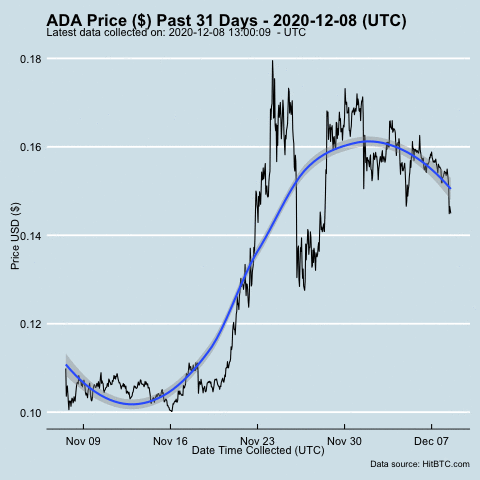 ADA Price ($) Past 31 Days - 2020-12-08 (UTC)
Latest data collected on: 2020-12-08 13:00:09  - UTC
0.18
0.16
0.14
0.12
0.10
Price USD ($)
Nov 09
Nov 16
Nov 23
Nov 30
Dec 07
Date Time Collected (UTC)
Data source: HitBTC.com